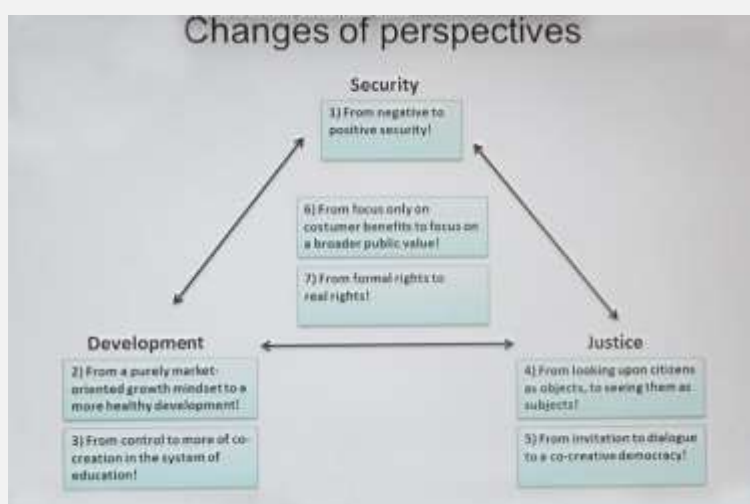 Changes of perspectives
Security
1) From negative to
positive security!
6) From focus only on
costumer benefits to focus on
a broader public value!
7) From formal rights to
real rights!
Development
2) From a purely market-
oriented growth mindset to a
more healthy development!
3) From control to more of co-
creation in the system of
education!
Justice
4) From looking upon citizens
as objects, to seeing them as
subjects!
5) From invitation to dialogue
to a co-creative democracy!